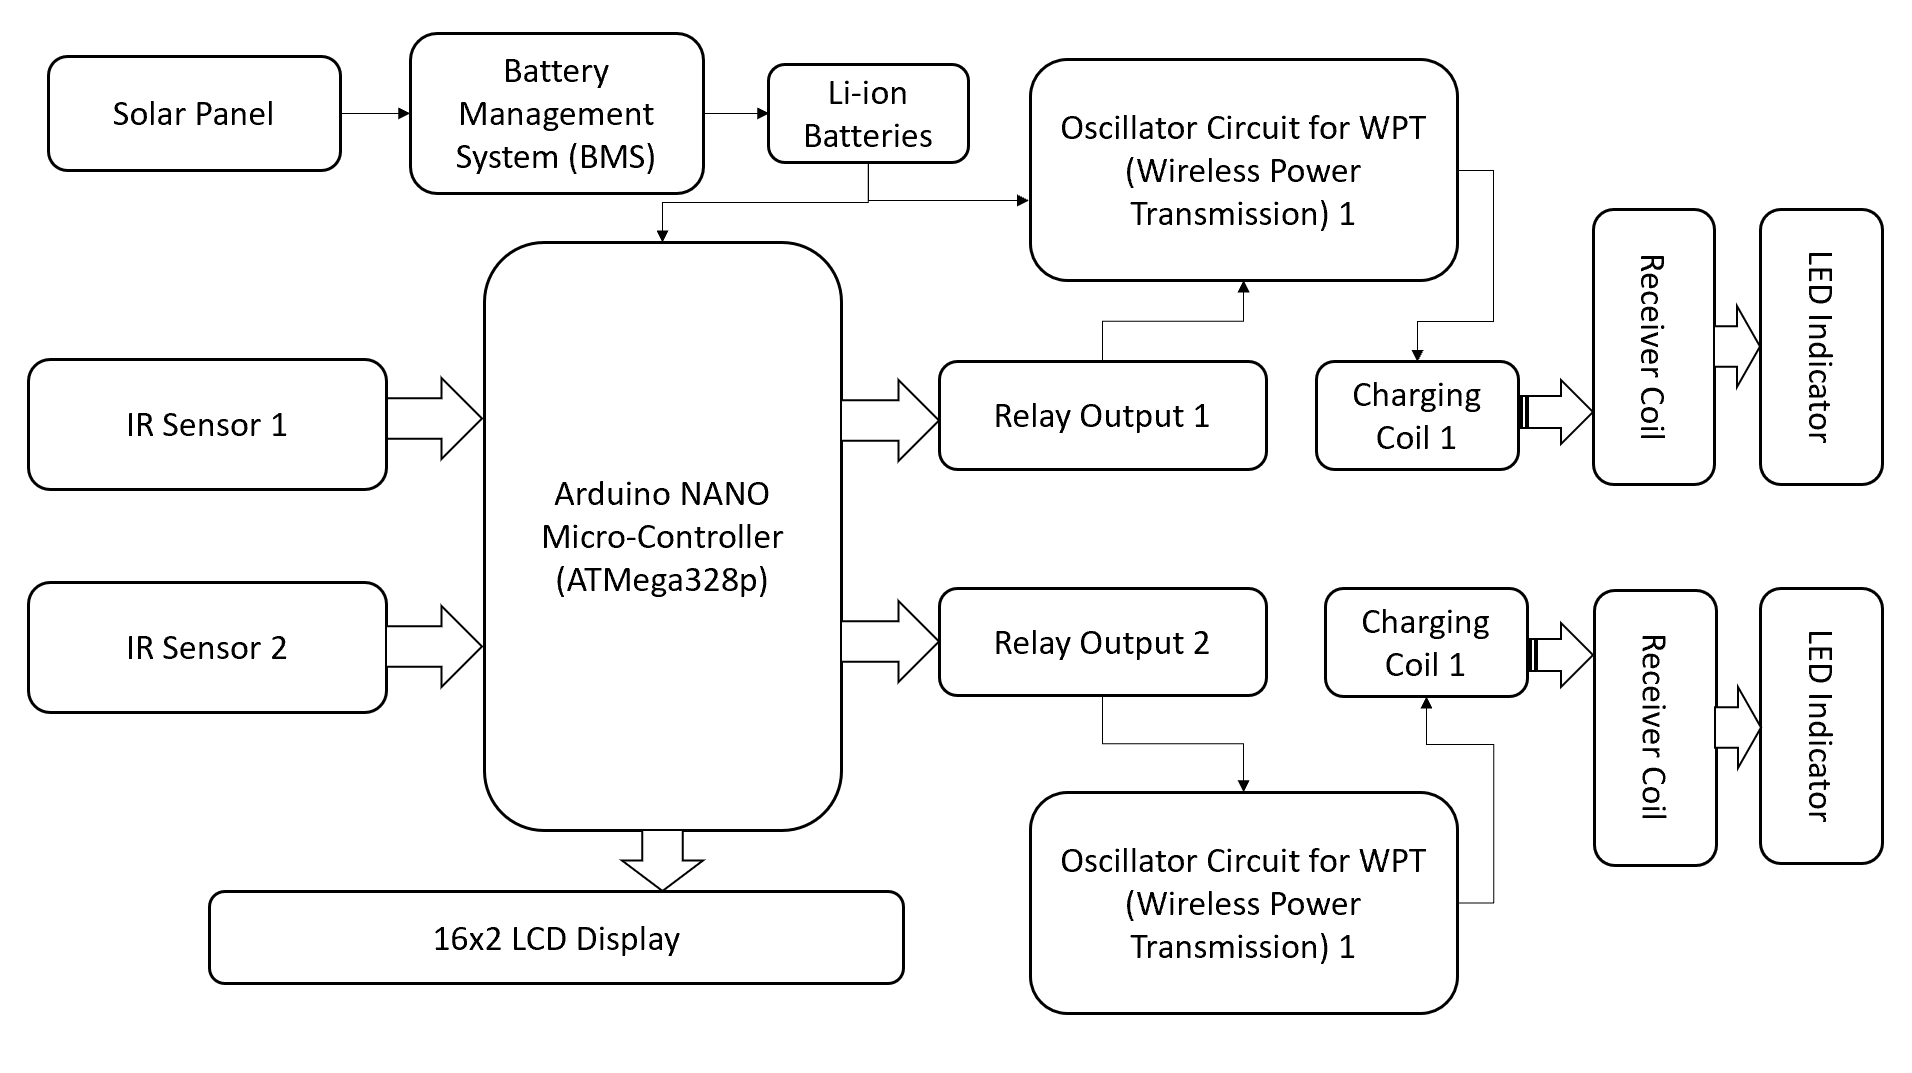 Solar Panel
Battery
Management
System (BMS)
Li-ion
Batteries
Oscillator Circuit for WPT
(Wireless Power
Transmission) 1
Receiver Coil
LED Indicator
IR Sensor 1
Arduino NANO
Micro-Controller
(ATMega328p)
Relay Output 1
Charging
Coil 1
IR Sensor 2
Relay Output 2
Charging
Coil 1
Receiver Coil
LED Indicator
Oscillator Circuit for WPT
(Wireless Power
Transmission) 1
16x2 LCD Display